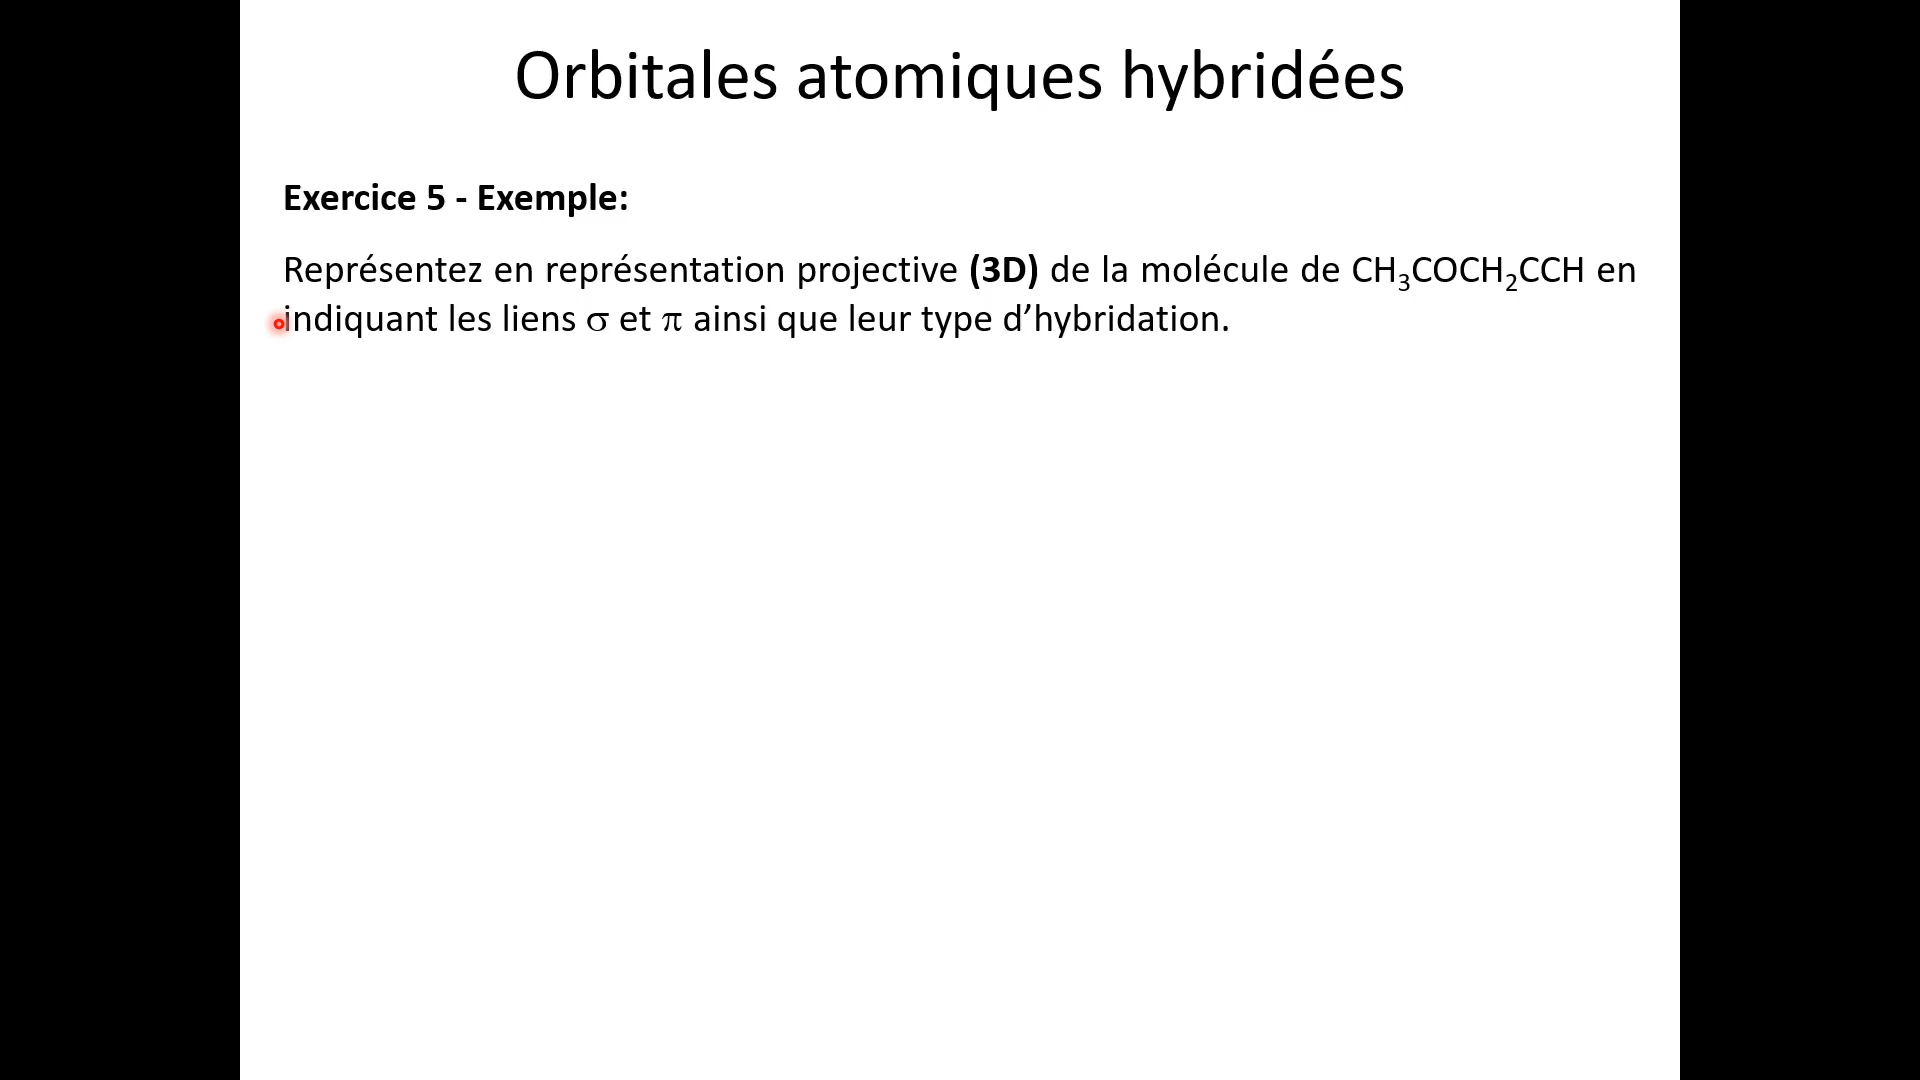 Orbitales atomiques hybridées
Exercice 5 - Exemple:
Représentez en représentation projective (3D) de la molécule de CH₃COCH₂CCH en
indiquant les liens σ et π ainsi que leur type d’hybridation.